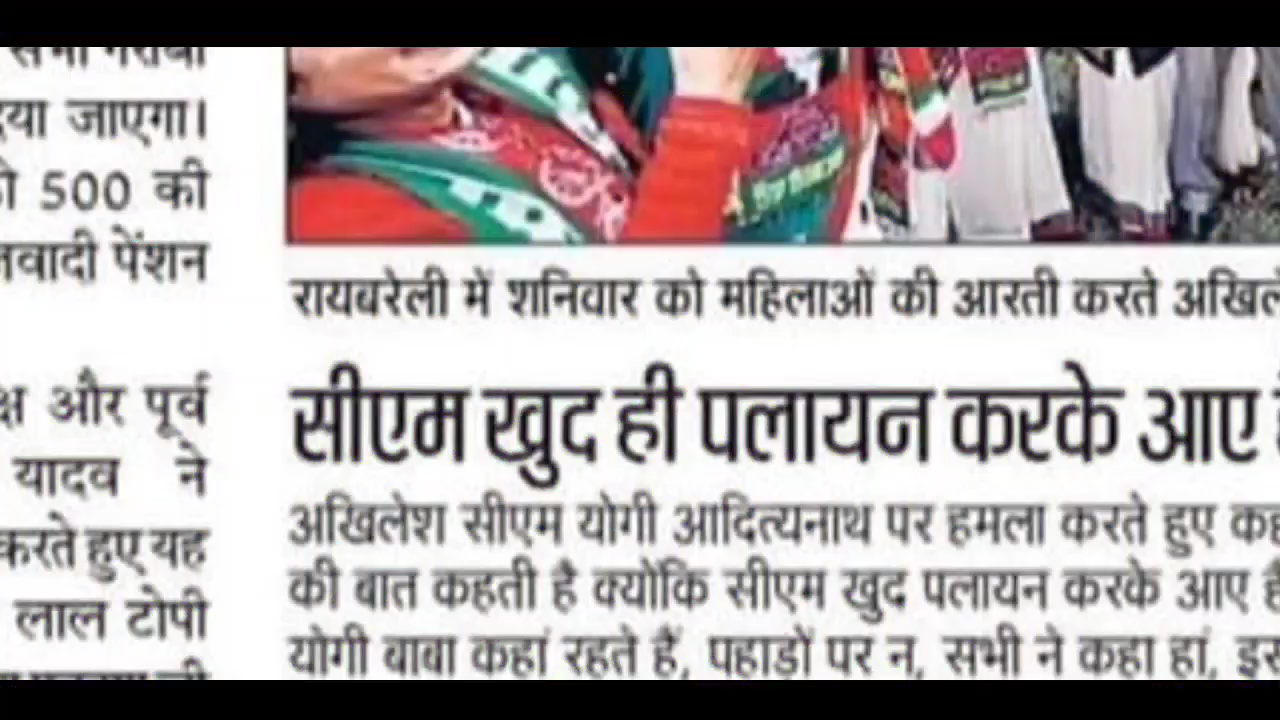 दिया जाएगा।
500 की
पेंशन
और पूर्व
यादव ने
करते हुए यह
लाल टोपी
रायबरेली में शनिवार को महिलाओं की आरती करते
सीएम खुद ही पलायन करके आए
अखिलेश सीएम योगी आदित्यनाथ पर हमला करते हुए
की बात कहती है क्योंकि सीएम खुद पलायन करके आए
योगी बाबा कहां रहते हैं, पहाड़ों पर न, सभी ने कहा हां,